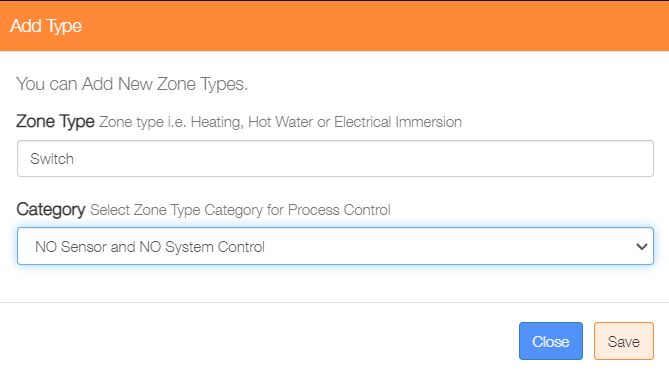 Add Type
You can Add New Zone Types.
Zone Type Zone type i.e. Heating, Hot Water or Electrical Immersion
Switch
Category Select Zone Type Category for Process Control
NO Sensor and NO System Control
Close Save